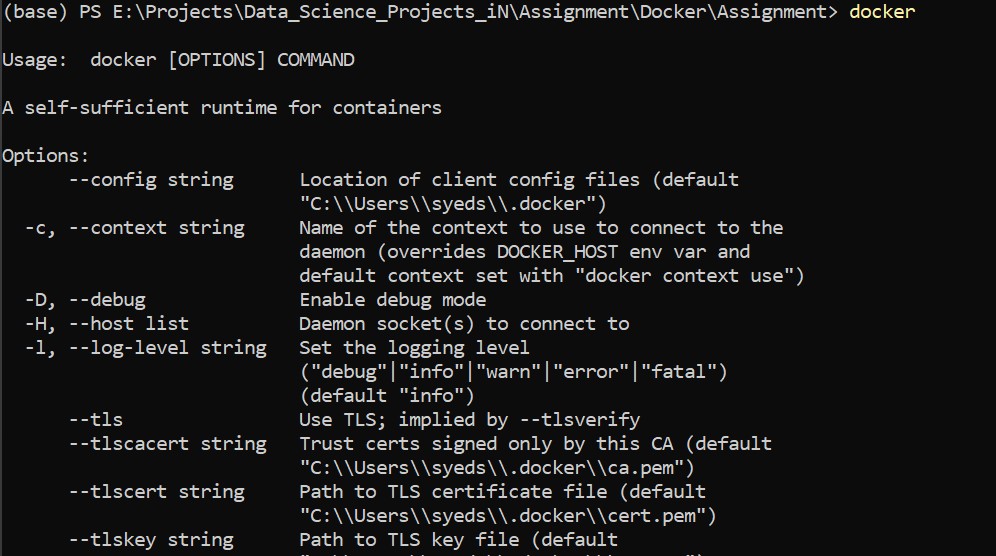 (base) PS E:\Projects\Data_Science_Projects_iN\Assignment\Docker\Assignment> docker
Usage:  docker [OPTIONS] COMMAND
A self-sufficient runtime for containers
Options:
      --config string      Location of client config files (default
                           "C:\\Users\\syeds\\.docker")
  -c, --context string     Name of the context to use to connect to the
                           daemon (overrides DOCKER_HOST env var and
                           default context set with "docker context use")
  -D, --debug              Enable debug mode
  -H, --host list          Daemon socket(s) to connect to
  -l, --log-level string   Set the logging level
                           ("debug"|"info"|"warn"|"error"|"fatal")
                           (default "info")
      --tls                Use TLS; implied by --tlsverify
      --tlscacert string   Trust certs signed only by this CA (default
                           "C:\\Users\\syeds\\.docker\\ca.pem")
      --tlscert string     Path to TLS certificate file (default
                           "C:\\Users\\syeds\\.docker\\cert.pem")
      --tlskey string      Path to TLS key file (default